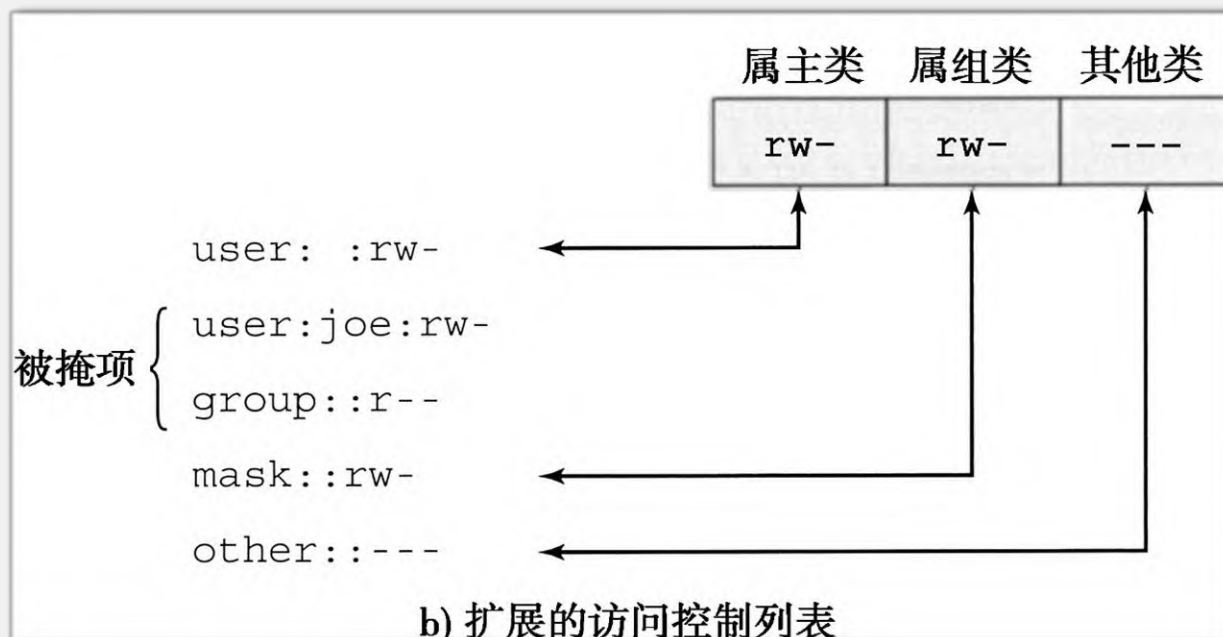 属主类 属组类 其他类
rw- rw- ---
user: :rw-
user:joe:rw-
被掩项
group::r--
mask::rw-
other::---
b) 扩展的访问控制列表